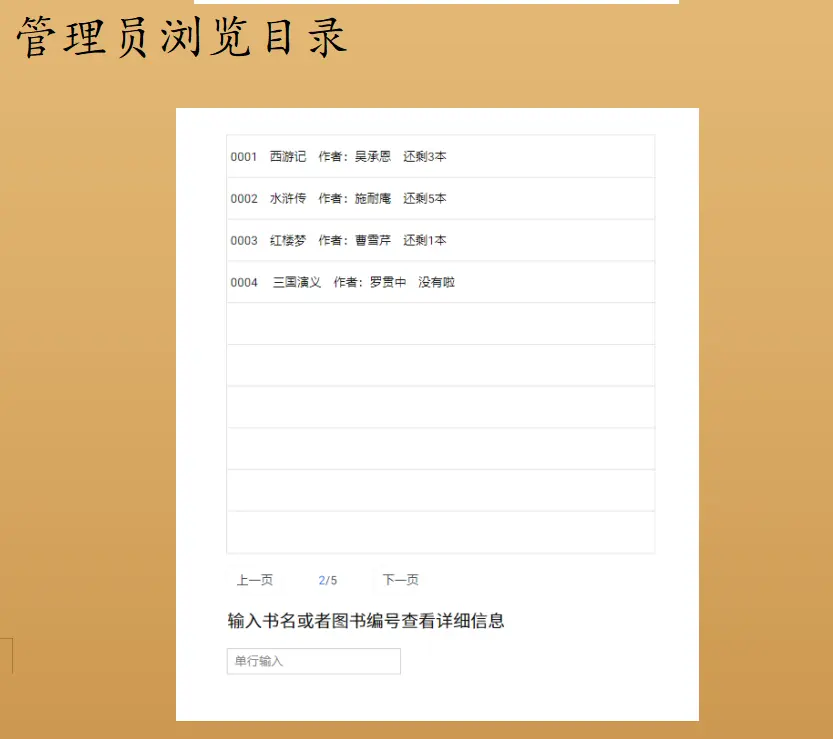 管理员浏览目录
0001 西游记 作者：吴承恩 还剩3本
0002 水浒传 作者：施耐庵 还剩5本
0003 红楼梦 作者：曹雪芹 还剩1本
0004 三国演义 作者：罗贯中 没有啦
上一页 2/5 下一页
输入书名或者图书编号查看详细信息
单行输入